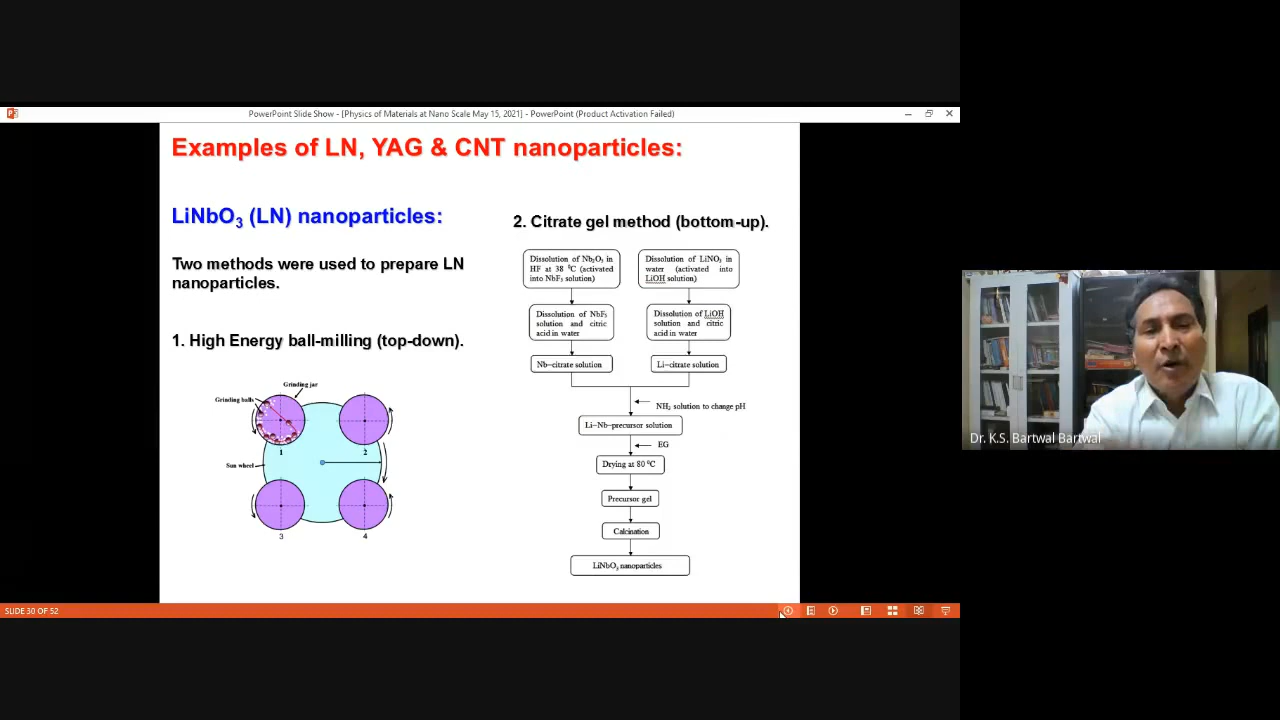 PowerPoint Slide Show - [Physics of Materials at Nano Scale May 15, 2021] - PowerPoint (Product Activation Failed)
Examples of LN, YAG & CNT nanoparticles:
LiNbO₃ (LN) nanoparticles:
Two methods were used to prepare LN
nanoparticles.
1. High Energy ball-milling (top-down).
Grinding jar
Grinding balls
1
2
Sun wheel
3
4
2. Citrate gel method (bottom-up).
Dissolution of Nb₂O₅ in
HF at 38 ⁰C (activated
into NbF₅ solution)
Dissolution of LiNO₃ in
water (activated into
LiOH solution)
Dissolution of NbF₅
solution and citric
acid in water
Dissolution of LiOH
solution and citric
acid in water
Nb–citrate solution
Li–citrate solution
NH₃ solution to change pH
Li–Nb–precursor solution
EG
Drying at 80 ⁰C
Precursor gel
Calcination
LiNbO₃ nanoparticles
SLIDE 30 OF 52
Dr. K.S. Bartwal Bartwal